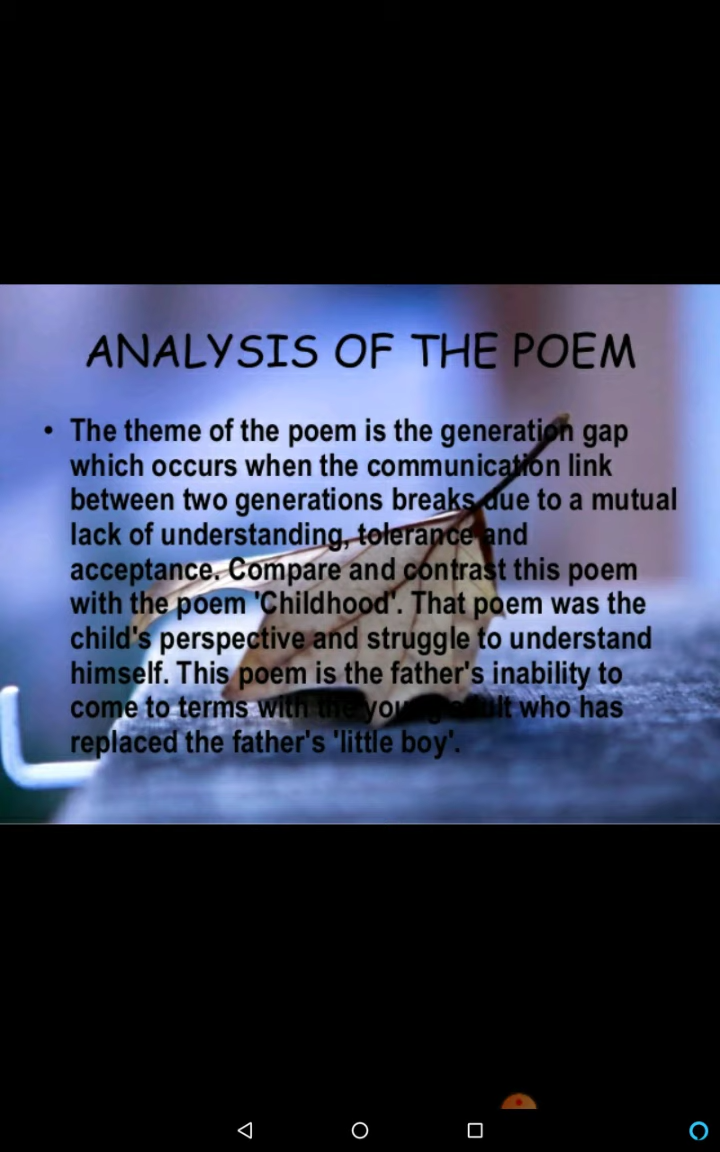 ANALYSIS OF THE POEM
• The theme of the poem is the generation gap
which occurs when the communication link
between two generations breaks due to a mutual
lack of understanding, tolerance and
acceptance. Compare and contrast this poem
with the poem 'Childhood'. That poem was the
child's perspective and struggle to understand
himself. This poem is the father's inability to
come to terms with the young adult who has
replaced the father's 'little boy'.